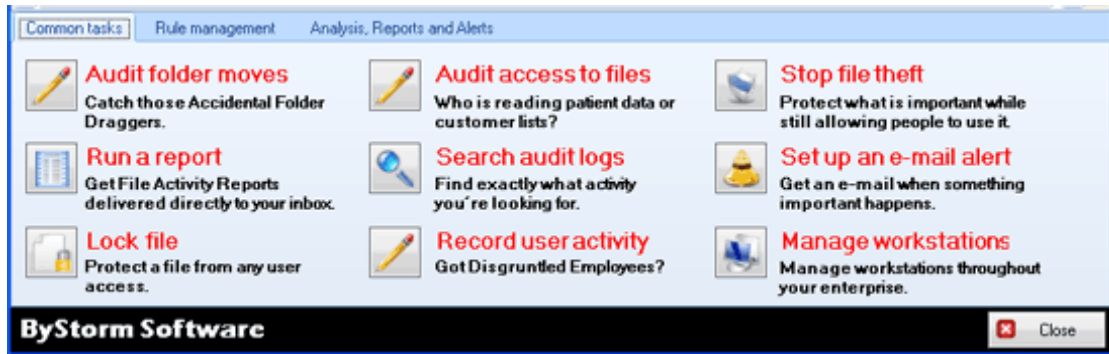 Common tasks Rule management Analysis, Reports and Alerts
Audit folder moves
Catch those Accidental Folder
Draggers.
Audit access to files
Who is reading patient data or
customer lists?
Stop file theft
Protect what is important while
still allowing people to use it.
Run a report
Get File Activity Reports
delivered directly to your inbox.
Search audit logs
Find exactly what activity
you´re looking for.
Set up an e-mail alert
Get an e-mail when something
important happens.
Lock file
Protect a file from any user
access.
Record user activity
Got Disgruntled Employees?
Manage workstations
Manage workstations throughout
your enterprise.
ByStorm Software
Close